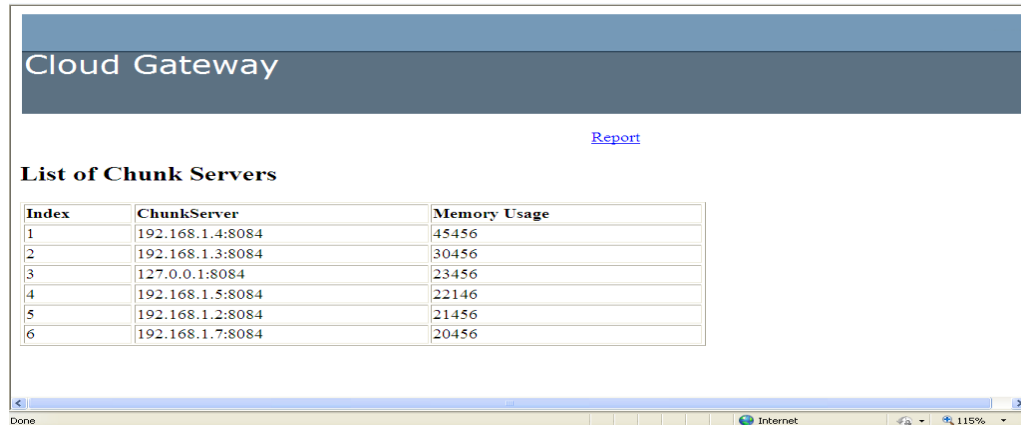 Cloud Gateway
Report
List of Chunk Servers
Index ChunkServer Memory Usage
1 192.168.1.4:8084 45456
2 192.168.1.3:8084 30456
3 127.0.0.1:8084 23456
4 192.168.1.5:8084 22146
5 192.168.1.2:8084 21456
6 192.168.1.7:8084 20456
Done Internet 115%